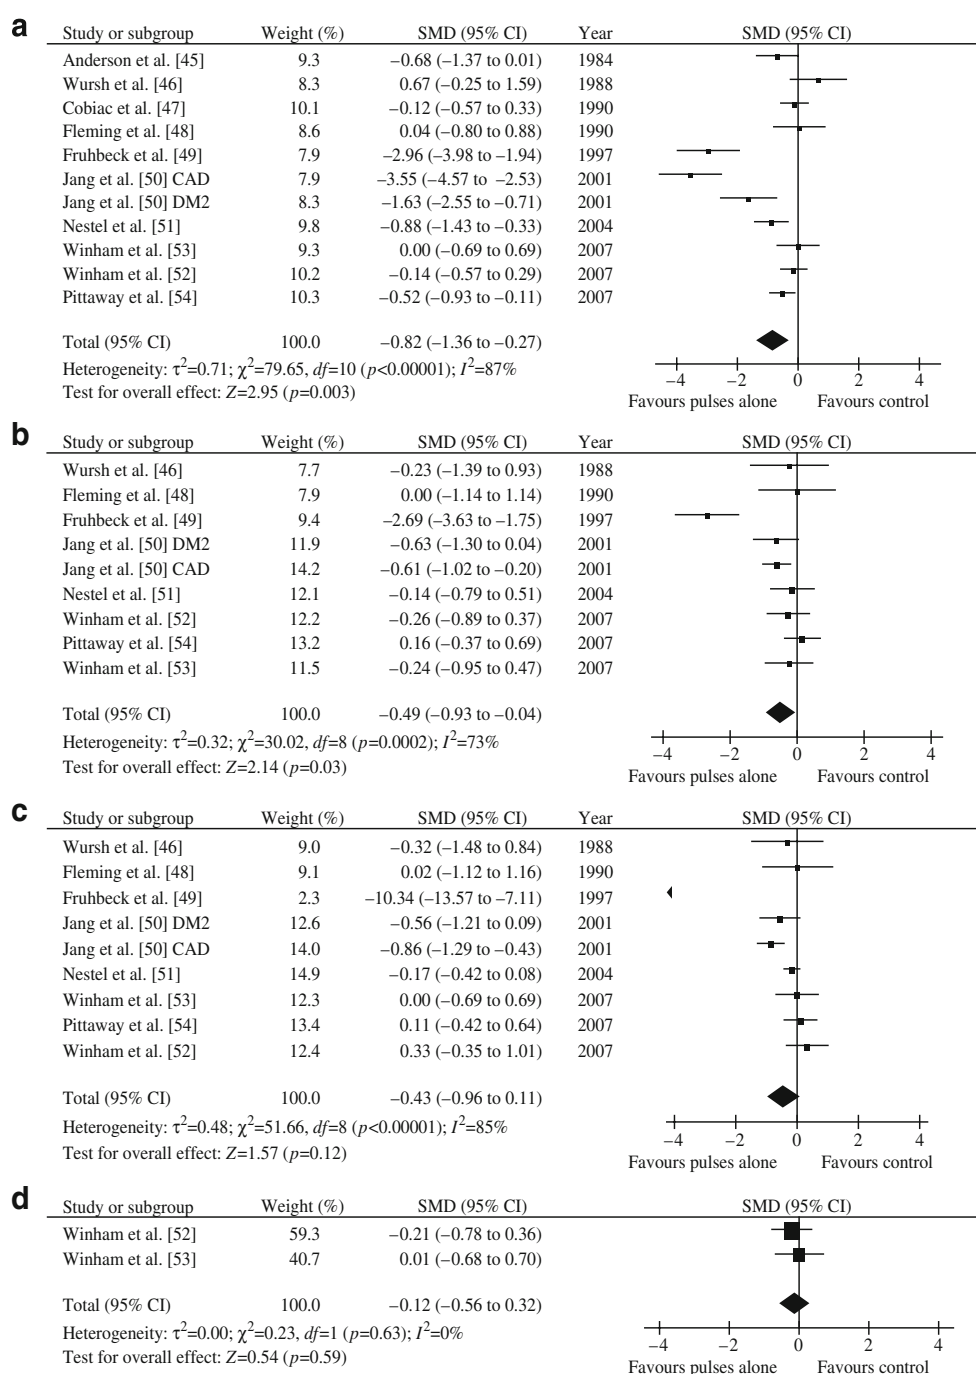 a
Study or subgroup Weight (%) SMD (95% CI) Year SMD (95% CI)
Anderson et al. [45] 9.3 −0.68 (−1.37 to 0.01) 1984
Wursh et al. [46] 8.3 0.67 (−0.25 to 1.59) 1988
Cobiac et al. [47] 10.1 −0.12 (−0.57 to 0.33) 1990
Fleming et al. [48] 8.6 0.04 (−0.80 to 0.88) 1990
Fruhbeck et al. [49] 7.9 −2.96 (−3.98 to −1.94) 1997
Jang et al. [50] CAD 7.9 −3.55 (−4.57 to −2.53) 2001
Jang et al. [50] DM2 8.3 −1.63 (−2.55 to −0.71) 2001
Nestel et al. [51] 9.8 −0.88 (−1.43 to −0.33) 2004
Winham et al. [53] 9.3 0.00 (−0.69 to 0.69) 2007
Winham et al. [52] 10.2 −0.14 (−0.57 to 0.29) 2007
Pittaway et al. [54] 10.3 −0.52 (−0.93 to −0.11) 2007
Total (95% CI) 100.0 −0.82 (−1.36 to −0.27)
Heterogeneity: τ²=0.71; χ²=79.65, df=10 (p<0.00001); I²=87%
Test for overall effect: Z=2.95 (p=0.003)
−4 −2 0 2 4
Favours pulses alone Favours control
b
Study or subgroup Weight (%) SMD (95% CI) Year SMD (95% CI)
Wursh et al. [46] 7.7 −0.23 (−1.39 to 0.93) 1988
Fleming et al. [48] 7.9 0.00 (−1.14 to 1.14) 1990
Fruhbeck et al. [49] 9.4 −2.69 (−3.63 to −1.75) 1997
Jang et al. [50] DM2 11.9 −0.63 (−1.30 to 0.04) 2001
Jang et al. [50] CAD 14.2 −0.61 (−1.02 to −0.20) 2001
Nestel et al. [51] 12.1 −0.14 (−0.79 to 0.51) 2004
Winham et al. [52] 12.2 −0.26 (−0.89 to 0.37) 2007
Pittaway et al. [54] 13.2 0.16 (−0.37 to 0.69) 2007
Winham et al. [53] 11.5 −0.24 (−0.95 to 0.47) 2007
Total (95% CI) 100.0 −0.49 (−0.93 to −0.04)
Heterogeneity: τ²=0.32; χ²=30.02, df=8 (p=0.0002); I²=73%
Test for overall effect: Z=2.14 (p=0.03)
−4 −2 0 2 4
Favours pulses alone Favours control
c
Study or subgroup Weight (%) SMD (95% CI) Year SMD (95% CI)
Wursh et al. [46] 9.0 −0.32 (−1.48 to 0.84) 1988
Fleming et al. [48] 9.1 0.02 (−1.12 to 1.16) 1990
Fruhbeck et al. [49] 2.3 −10.34 (−13.57 to −7.11) 1997
Jang et al. [50] DM2 12.6 −0.56 (−1.21 to 0.09) 2001
Jang et al. [50] CAD 14.0 −0.86 (−1.29 to −0.43) 2001
Nestel et al. [51] 14.9 −0.17 (−0.42 to 0.08) 2004
Winham et al. [53] 12.3 0.00 (−0.69 to 0.69) 2007
Pittaway et al. [54] 13.4 0.11 (−0.42 to 0.64) 2007
Winham et al. [52] 12.4 0.33 (−0.35 to 1.01) 2007
Total (95% CI) 100.0 −0.43 (−0.96 to 0.11)
Heterogeneity: τ²=0.48; χ²=51.66, df=8 (p<0.00001); I²=85%
Test for overall effect: Z=1.57 (p=0.12)
−4 −2 0 2 4
Favours pulses alone Favours control
d
Study or subgroup Weight (%) SMD (95% CI) SMD (95% CI)
Winham et al. [52] 59.3 −0.21 (−0.78 to 0.36)
Winham et al. [53] 40.7 0.01 (−0.68 to 0.70)
Total (95% CI) 100.0 −0.12 (−0.56 to 0.32)
Heterogeneity: τ²=0.00; χ²=0.23, df=1 (p=0.63); I²=0%
Test for overall effect: Z=0.54 (p=0.59)
−4 −2 0 2 4
Favours pulses alone Favours control